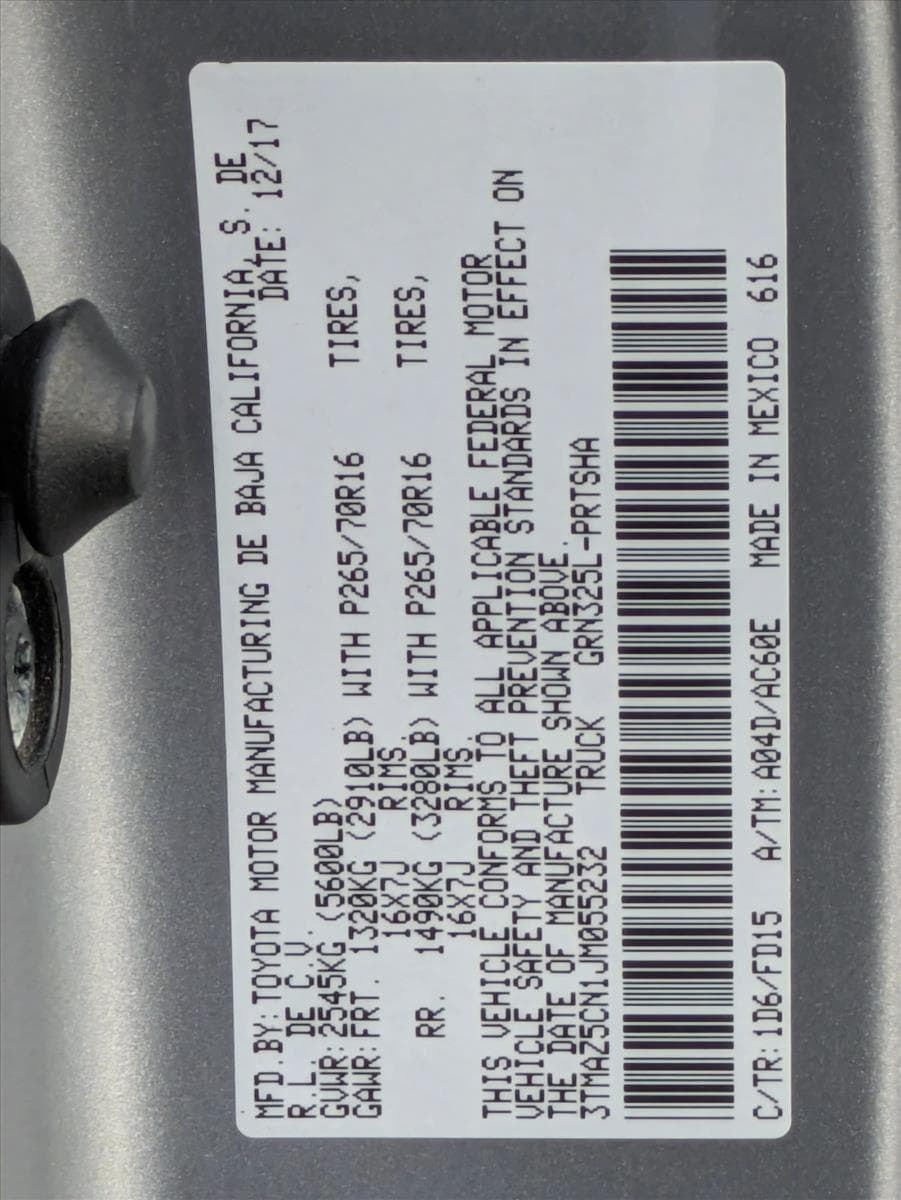 MFD.BY: TOYOTA MOTOR MANUFACTURING DE BAJA CALIFORNIA, S. DE
R.L. DE C.V. DATE: 12/17
GVWR: 2545KG (5600LB)
GAWR: FRT. 1320KG (2910LB) WITH P265/70R16 TIRES,
16X7J RIMS.
RR. 1490KG (3280LB) WITH P265/70R16 TIRES,
16X7J RIMS.
THIS VEHICLE CONFORMS TO ALL APPLICABLE FEDERAL MOTOR
VEHICLE SAFETY AND THEFT PREVENTION STANDARDS IN EFFECT ON
THE DATE OF MANUFACTURE SHOWN ABOVE.
3TMAZ5CN1JM055232 TRUCK GRN325L-PRTSHA
C/TR: 1D6/FD15 A/TM: A04D/AC60E MADE IN MEXICO 616